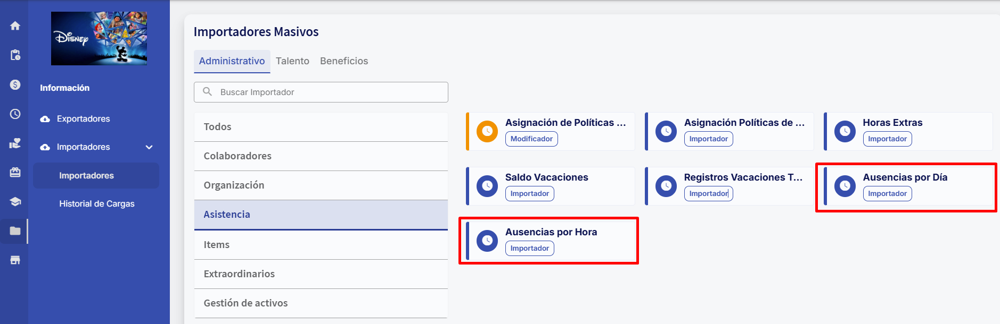 Disney
Información
Exportadores
Importadores
Importadores
Historial de Cargas
Importadores Masivos
Administrativo
Talento
Beneficios
Buscar Importador
Todos
Colaboradores
Organización
Asistencia
Items
Extraordinarios
Gestión de activos
Asignación de Políticas ...
Modificador
Asignación Políticas de ...
Importador
Horas Extras
Importador
Saldo Vacaciones
Importador
Registros Vacaciones T...
Importador
Ausencias por Día
Importador
Ausencias por Hora
Importador